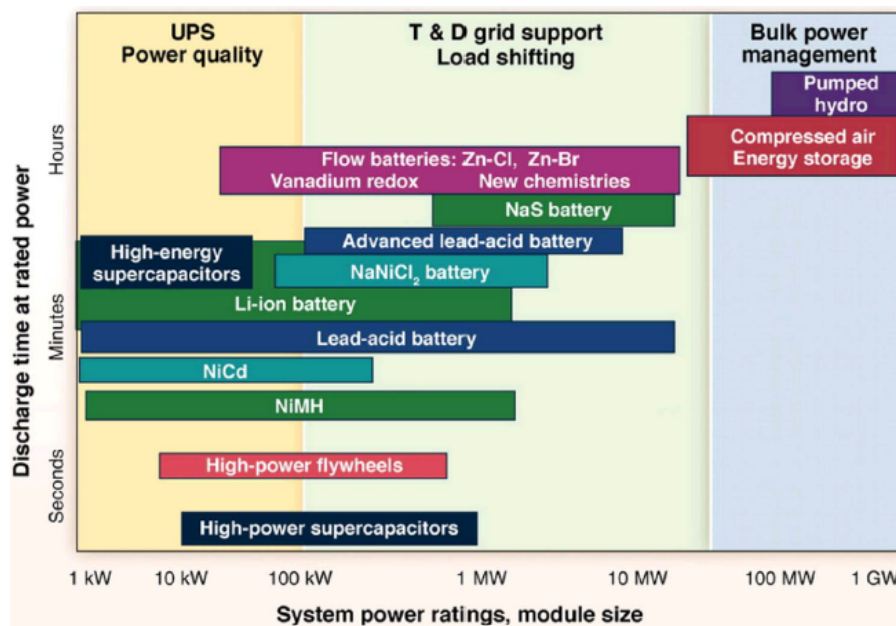 UPS
Power quality
T & D grid support
Load shifting
Bulk power
management
Pumped
hydro
Compressed air
Energy storage
Flow batteries: Zn-Cl, Zn-Br
Vanadium redox New chemistries
NaS battery
Advanced lead-acid battery
High-energy
supercapacitors
NaNiCl₂ battery
Li-ion battery
Lead-acid battery
NiCd
NiMH
High-power flywheels
High-power supercapacitors
Discharge time at rated power
Hours
Minutes
Seconds
1 kW 10 kW 100 kW 1 MW 10 MW 100 MW 1 GW
System power ratings, module size